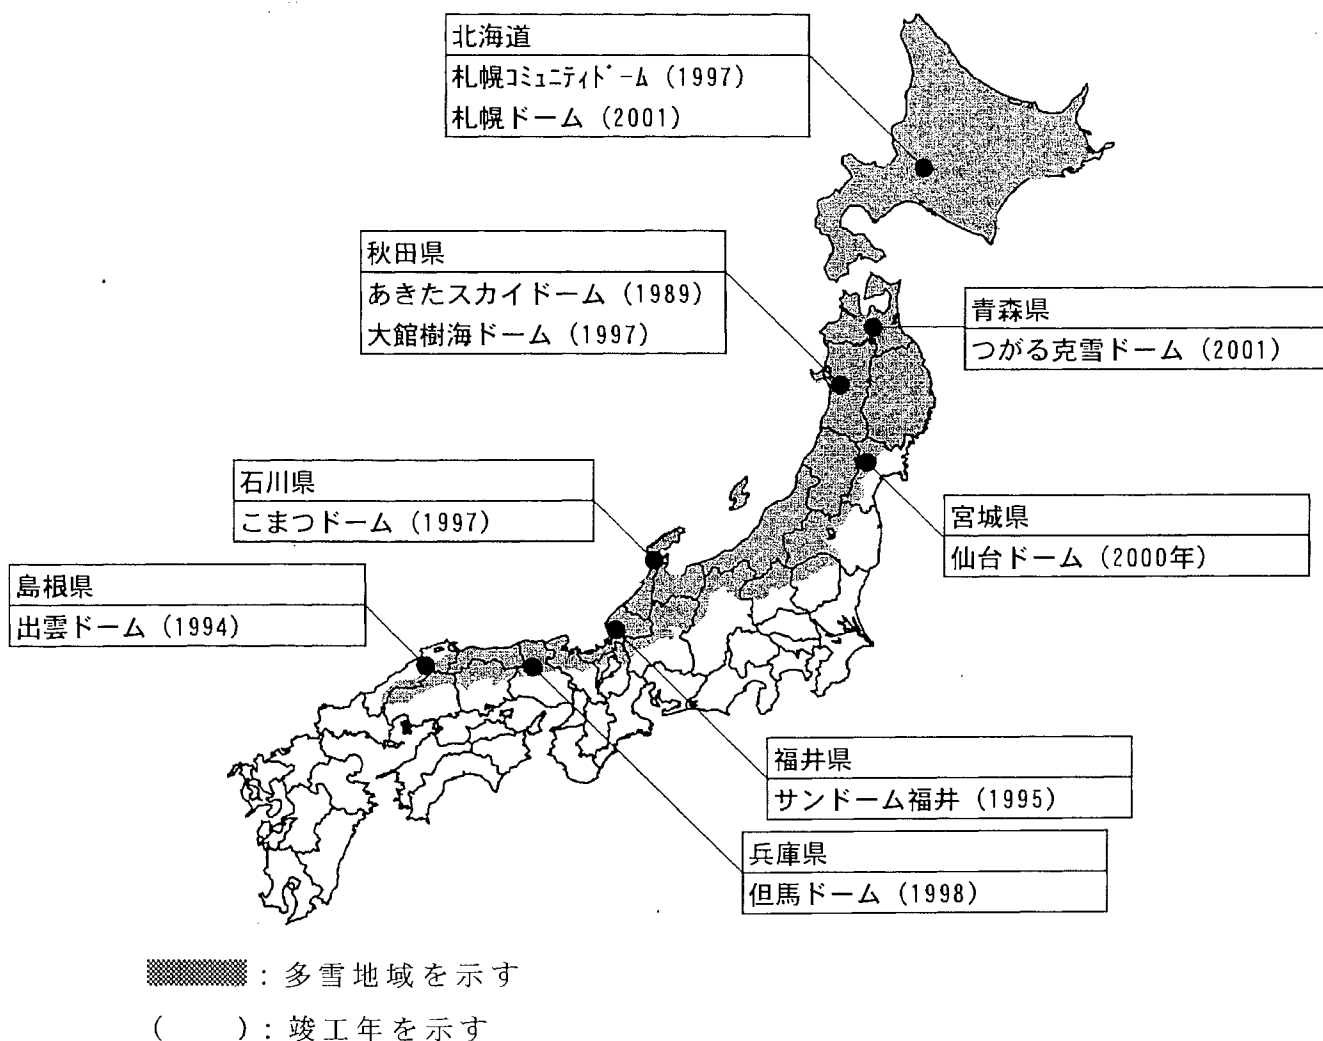 北海道
札幌コミュニティドーム (1997)
札幌ドーム (2001)
秋田県
あきたスカイドーム (1989)
大館樹海ドーム (1997)
青森県
つがる克雪ドーム (2001)
石川県
こまつドーム (1997)
宮城県
仙台ドーム (2000年)
島根県
出雲ドーム (1994)
福井県
サンドーム福井 (1995)
兵庫県
但馬ドーム (1998)
: 多雪地域を示す
(　　) : 竣工年を示す